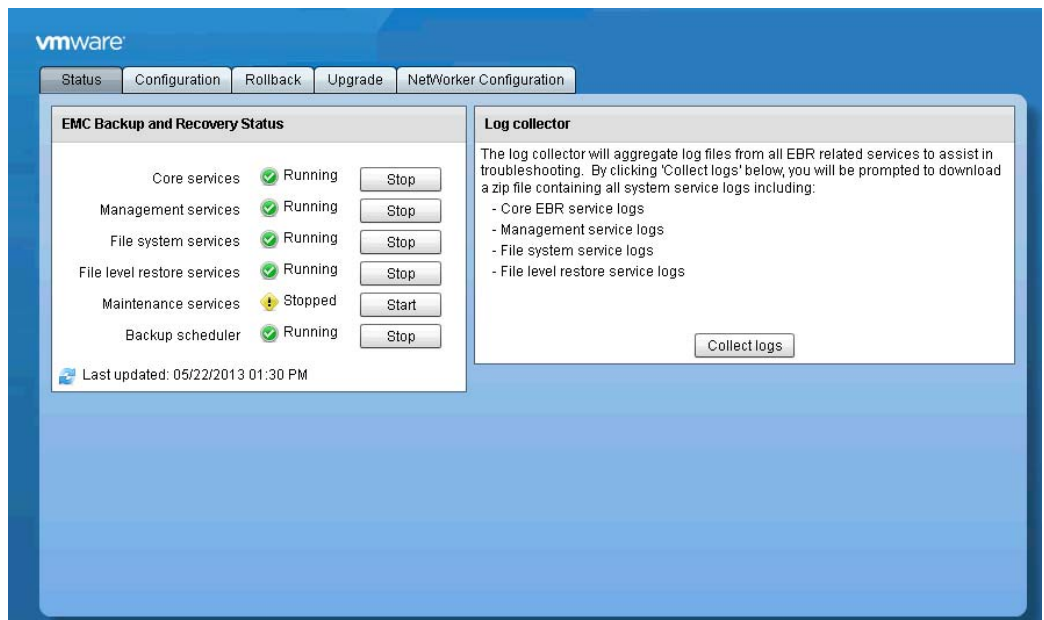 vmware
Status Configuration Rollback Upgrade NetWorker Configuration
EMC Backup and Recovery Status
Core services Running Stop
Management services Running Stop
File system services Running Stop
File level restore services Running Stop
Maintenance services Stopped Start
Backup scheduler Running Stop
Last updated: 05/22/2013 01:30 PM
Log collector
The log collector will aggregate log files from all EBR related services to assist in
troubleshooting. By clicking 'Collect logs' below, you will be prompted to download
a zip file containing all system service logs including:
- Core EBR service logs
- Management service logs
- File system service logs
- File level restore service logs
Collect logs